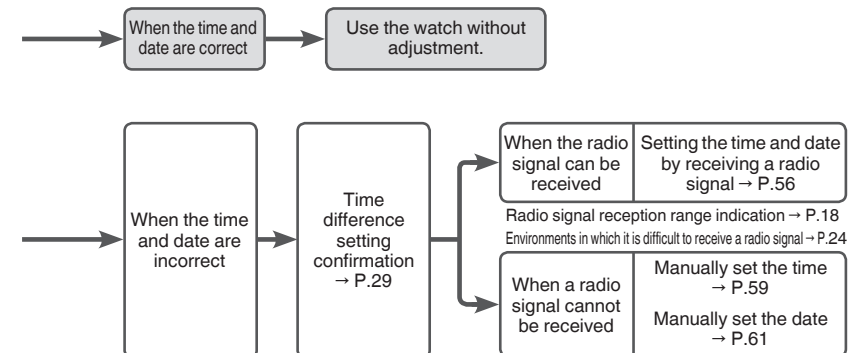 When the time and
date are correct
Use the watch without
adjustment.
When the time
and date are
incorrect
Time
difference
setting
confirmation
→ P.29
When the radio
signal can be
received
Setting the time and date
by receiving a radio
signal → P.56
Radio signal reception range indication → P.18
Environments in which it is difficult to receive a radio signal → P.24
When a radio
signal cannot
be received
Manually set the time
→ P.59
Manually set the date
→ P.61